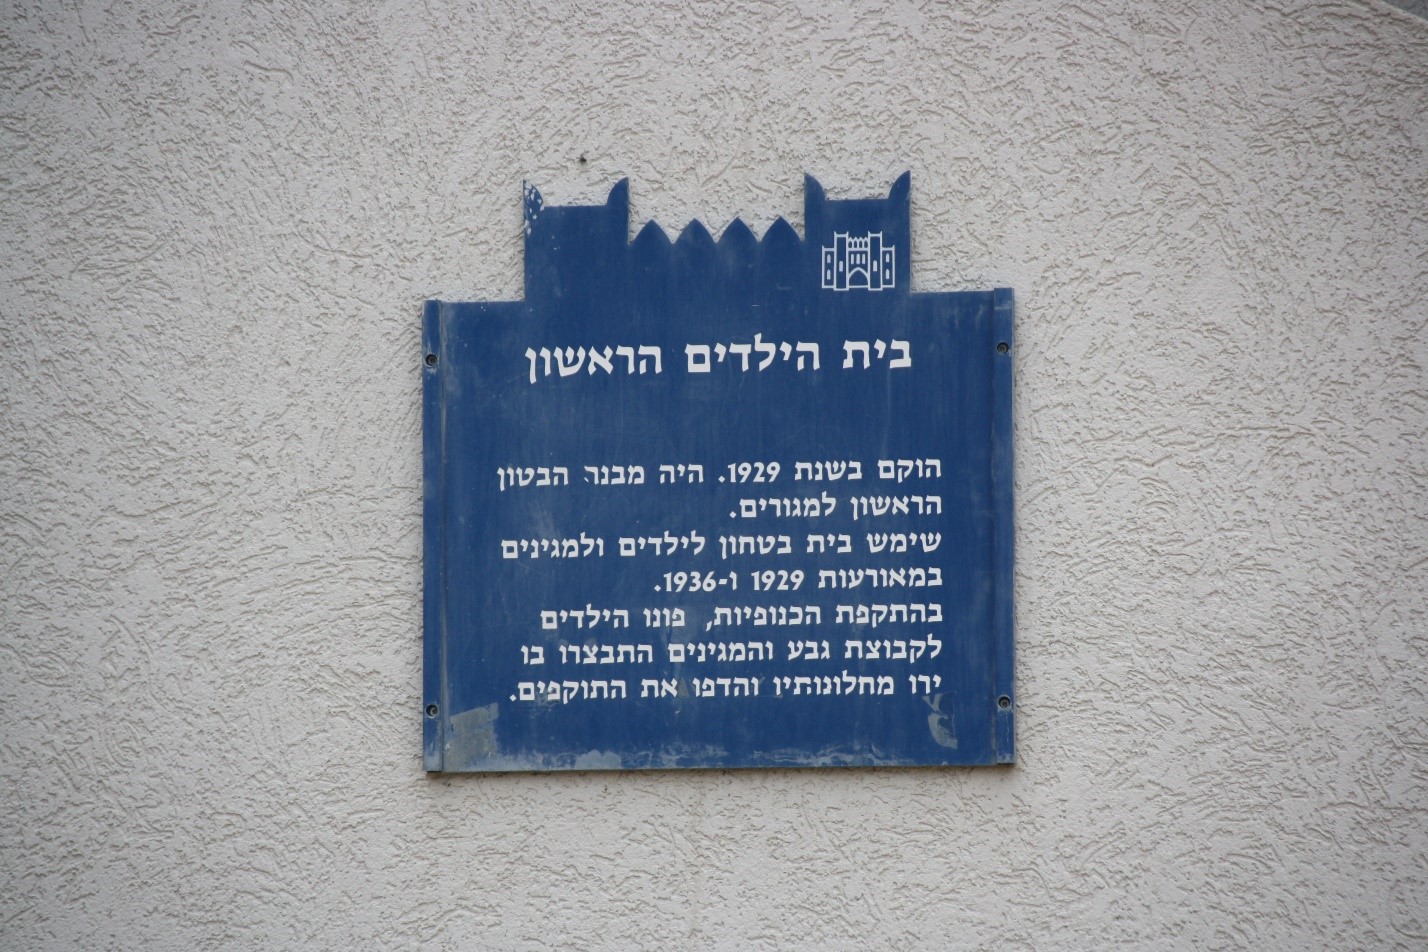 בית הילדים הראשון
הוקם בשנת 1929. היה מבנה הבטון
הראשון למגורים.
שימש בית בטחון לילדים ולמגינים
במאורעות 1929 ו-1936.
בהתקפת הכנופיות, פונו הילדים
לקבוצת גבע והמגינים התבצרו בו
ירו מחלונותיו והדפו את התוקפים.